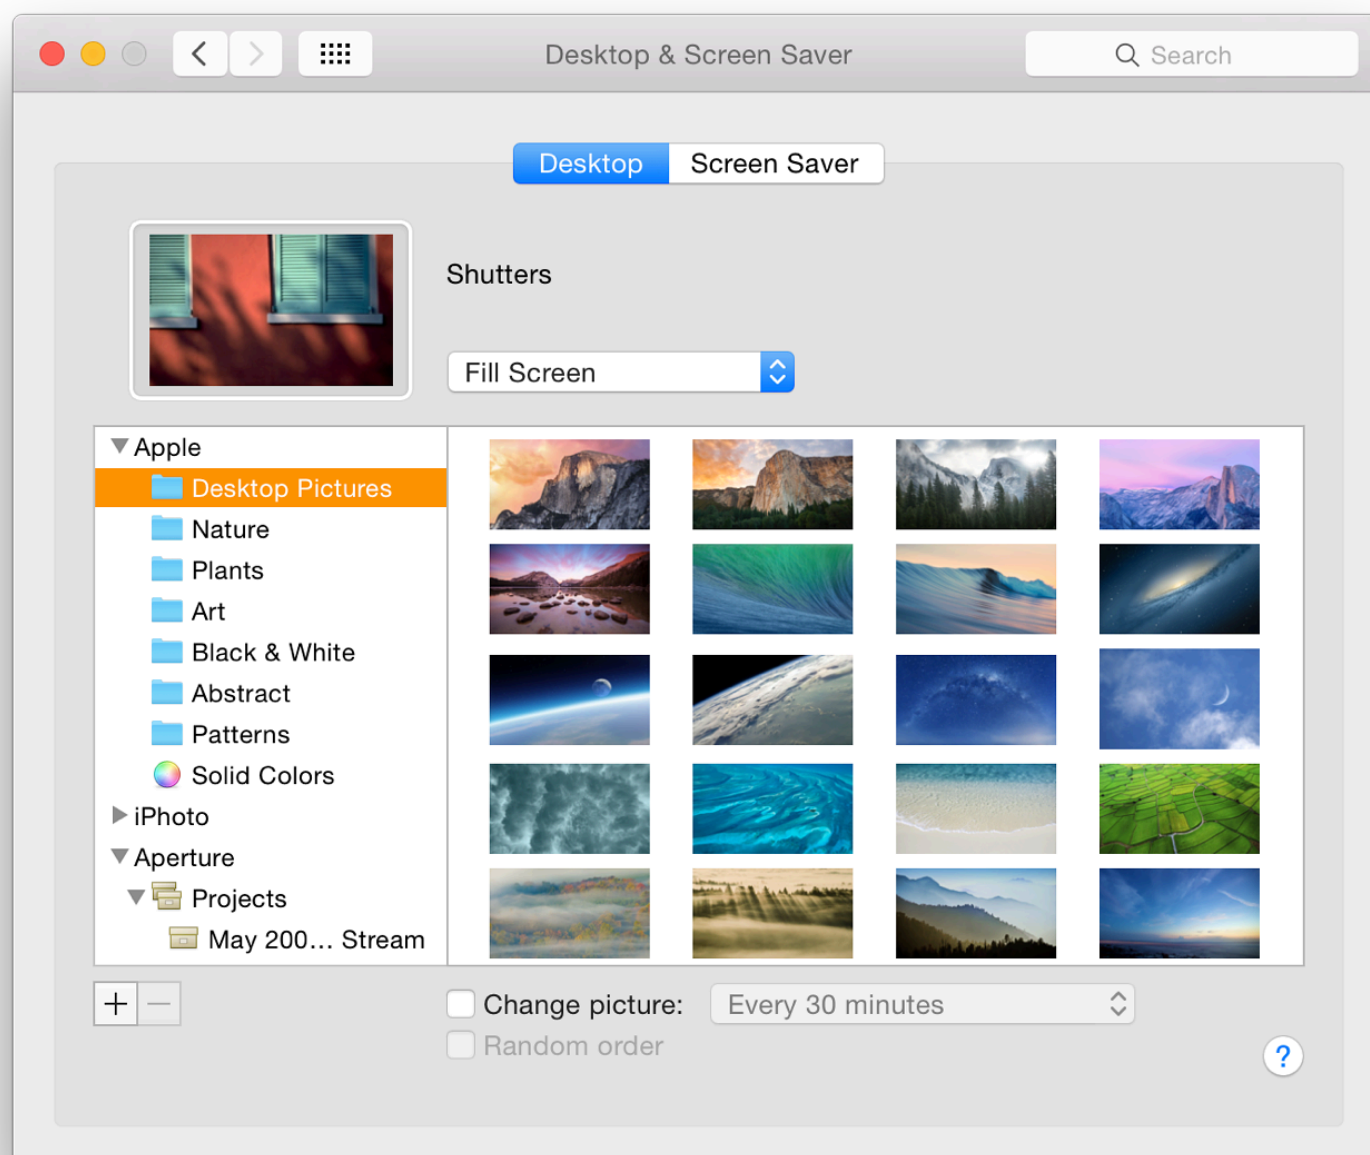 Desktop & Screen Saver
Search
Desktop
Screen Saver
Shutters
Fill Screen
Apple
Desktop Pictures
Nature
Plants
Art
Black & White
Abstract
Patterns
Solid Colors
iPhoto
Aperture
Projects
May 200... Stream
+ −
Change picture: Every 30 minutes
Random order
?